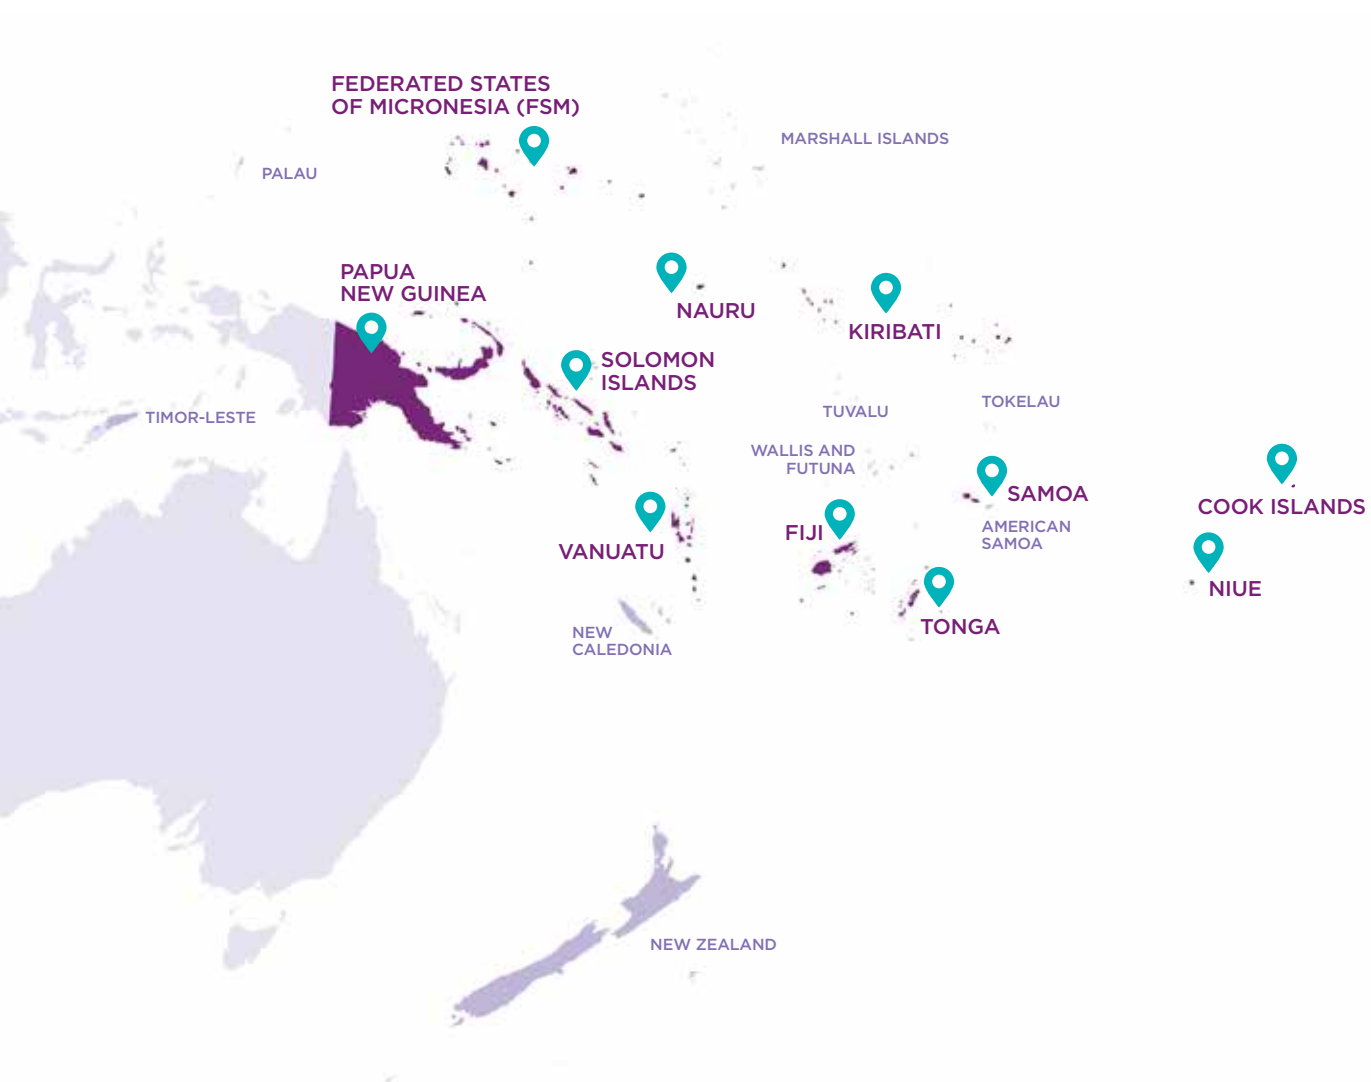 FEDERATED STATES
OF MICRONESIA (FSM)
MARSHALL ISLANDS
PALAU
PAPUA
NEW GUINEA
NAURU
KIRIBATI
SOLOMON
ISLANDS
TIMOR-LESTE
TUVALU
TOKELAU
WALLIS AND
FUTUNA
SAMOA
COOK ISLANDS
AMERICAN
SAMOA
FIJI
VANUATU
NIUE
TONGA
NEW
CALEDONIA
NEW ZEALAND